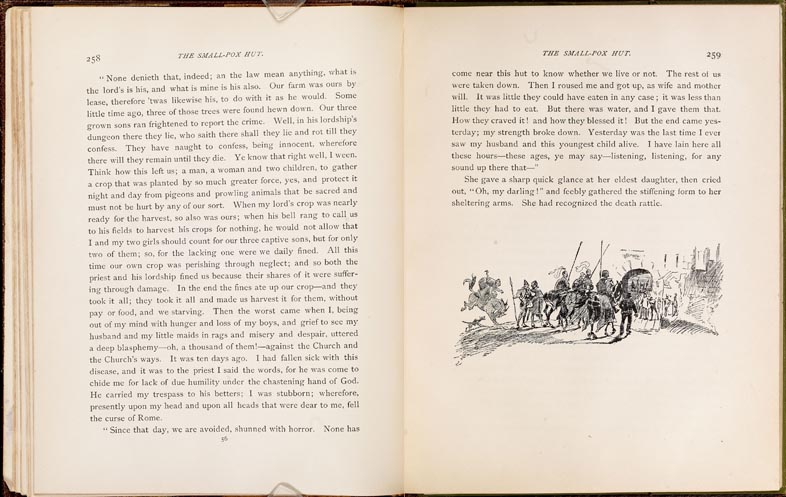 258
THE SMALL-POX HUT.
" None denieth that, indeed; an the law mean anything, what is
the lord's is his, and what is mine is his also. Our farm was ours by
lease, therefore 'twas likewise his, to do with it as he would. Some
little time ago, three of those trees were found hewn down. Our three
grown sons ran frightened to report the crime. Well, in his lordship's
dungeon there they lie, who saith there shall they lie and rot till they
confess. They have naught to confess, being innocent, wherefore
there will they remain until they die. Ye know that right well, I ween.
Think how this left us; a man, a woman and two children, to gather
a crop that was planted by so much greater force, yes, and protect it
night and day from pigeons and prowling animals that be sacred and
must not be hurt by any of our sort. When my lord's crop was nearly
ready for the harvest, so also was ours; when his bell rang to call us
to his fields to harvest his crops for nothing, he would not allow that
I and my two girls should count for our three captive sons, but for only
two of them; so, for the lacking one were we daily fined. All this
time our own crop was perishing through neglect; and so both the
priest and his lordship fined us because their shares of it were suffer-
ing through damage. In the end the fines ate up our crop—and they
took it all; they took it all and made us harvest it for them, without
pay or food, and we starving. Then the worst came when I, being
out of my mind with hunger and loss of my boys, and grief to see my
husband and my little maids in rags and misery and despair, uttered
a deep blasphemy—oh, a thousand of them!—against the Church and
the Church's ways. It was ten days ago. I had fallen sick with this
disease, and it was to the priest I said the words, for he was come to
chide me for lack of due humility under the chastening hand of God.
He carried my trespass to his betters; I was stubborn; wherefore,
presently upon my head and upon all heads that were dear to me, fell
the curse of Rome.
" Since that day, we are avoided, shunned with horror. None has
56
THE SMALL-POX HUT.
259
come near this hut to know whether we live or not. The rest of us
were taken down. Then I roused me and got up, as wife and mother
will. It was little they could have eaten in any case; it was less than
little they had to eat. But there was water, and I gave them that.
How they craved it! and how they blessed it! But the end came yes-
terday; my strength broke down. Yesterday was the last time I ever
saw my husband and this youngest child alive. I have lain here all
these hours—these ages, ye may say—listening, listening, for any
sound up there that—"
She gave a sharp quick glance at her eldest daughter, then cried
out, "Oh, my darling!" and feebly gathered the stiffening form to her
sheltering arms. She had recognized the death rattle.